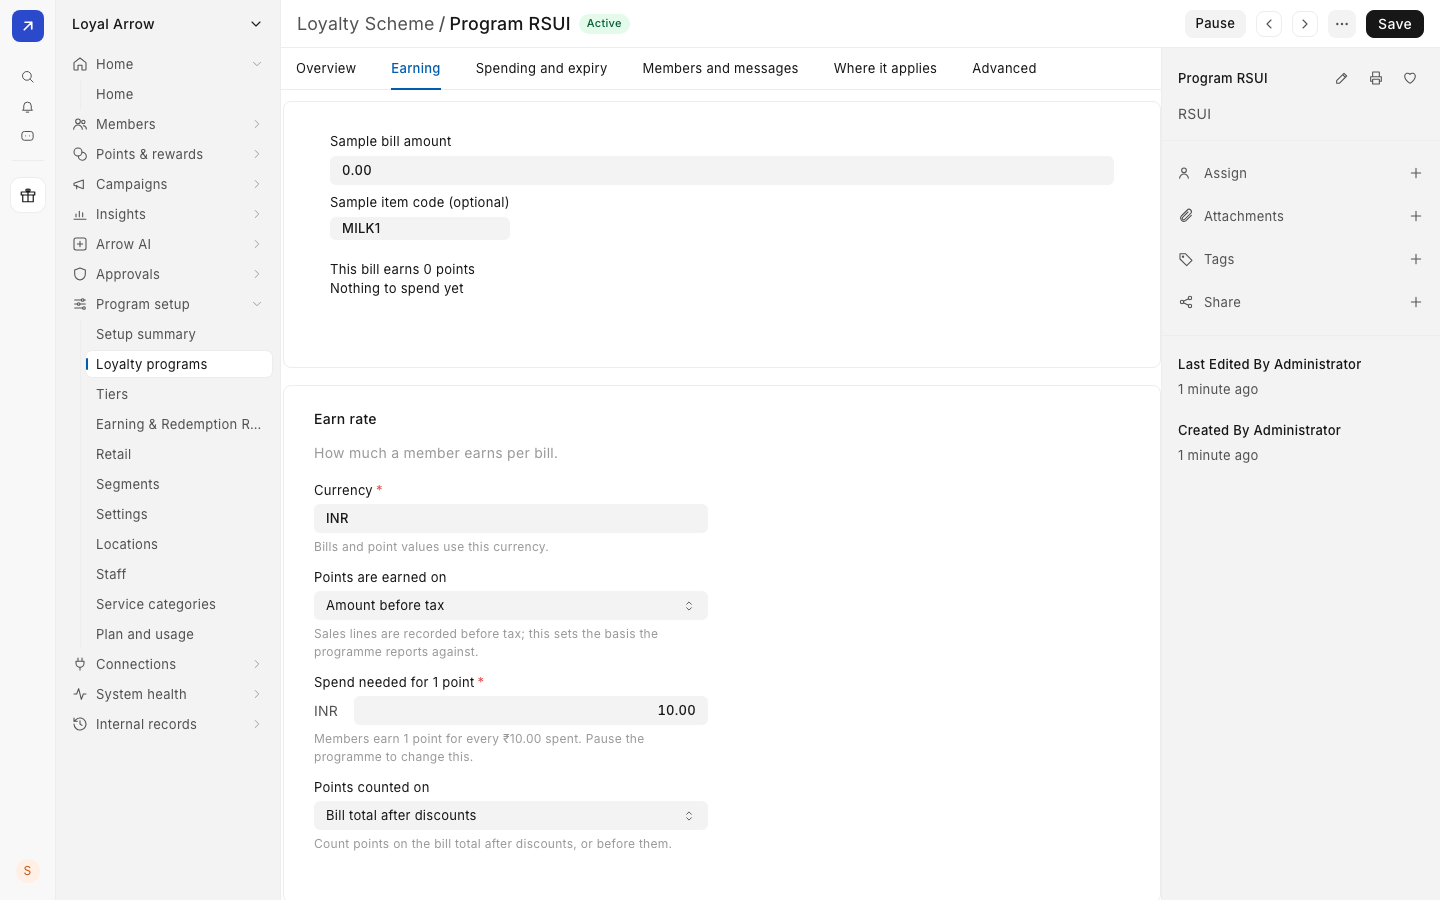 Loyal Arrow
Home
Home
Members
Points & rewards
Campaigns
Insights
Arrow AI
Approvals
Program setup
Setup summary
Loyalty programs
Tiers
Earning & Redemption R...
Retail
Segments
Settings
Locations
Staff
Service categories
Plan and usage
Connections
System health
Internal records
S
Loyalty Scheme / Program RSUI Active
Pause
Save
Overview Earning Spending and expiry Members and messages Where it applies Advanced
Sample bill amount
0.00
Sample item code (optional)
MILK1
This bill earns 0 points
Nothing to spend yet
Earn rate
How much a member earns per bill.
Currency *
INR
Bills and point values use this currency.
Points are earned on
Amount before tax
Sales lines are recorded before tax; this sets the basis the
programme reports against.
Spend needed for 1 point *
INR 10.00
Members earn 1 point for every ₹10.00 spent. Pause the
programme to change this.
Points counted on
Bill total after discounts
Count points on the bill total after discounts, or before them.
Program RSUI
RSUI
Assign
Attachments
Tags
Share
Last Edited By Administrator
1 minute ago
Created By Administrator
1 minute ago